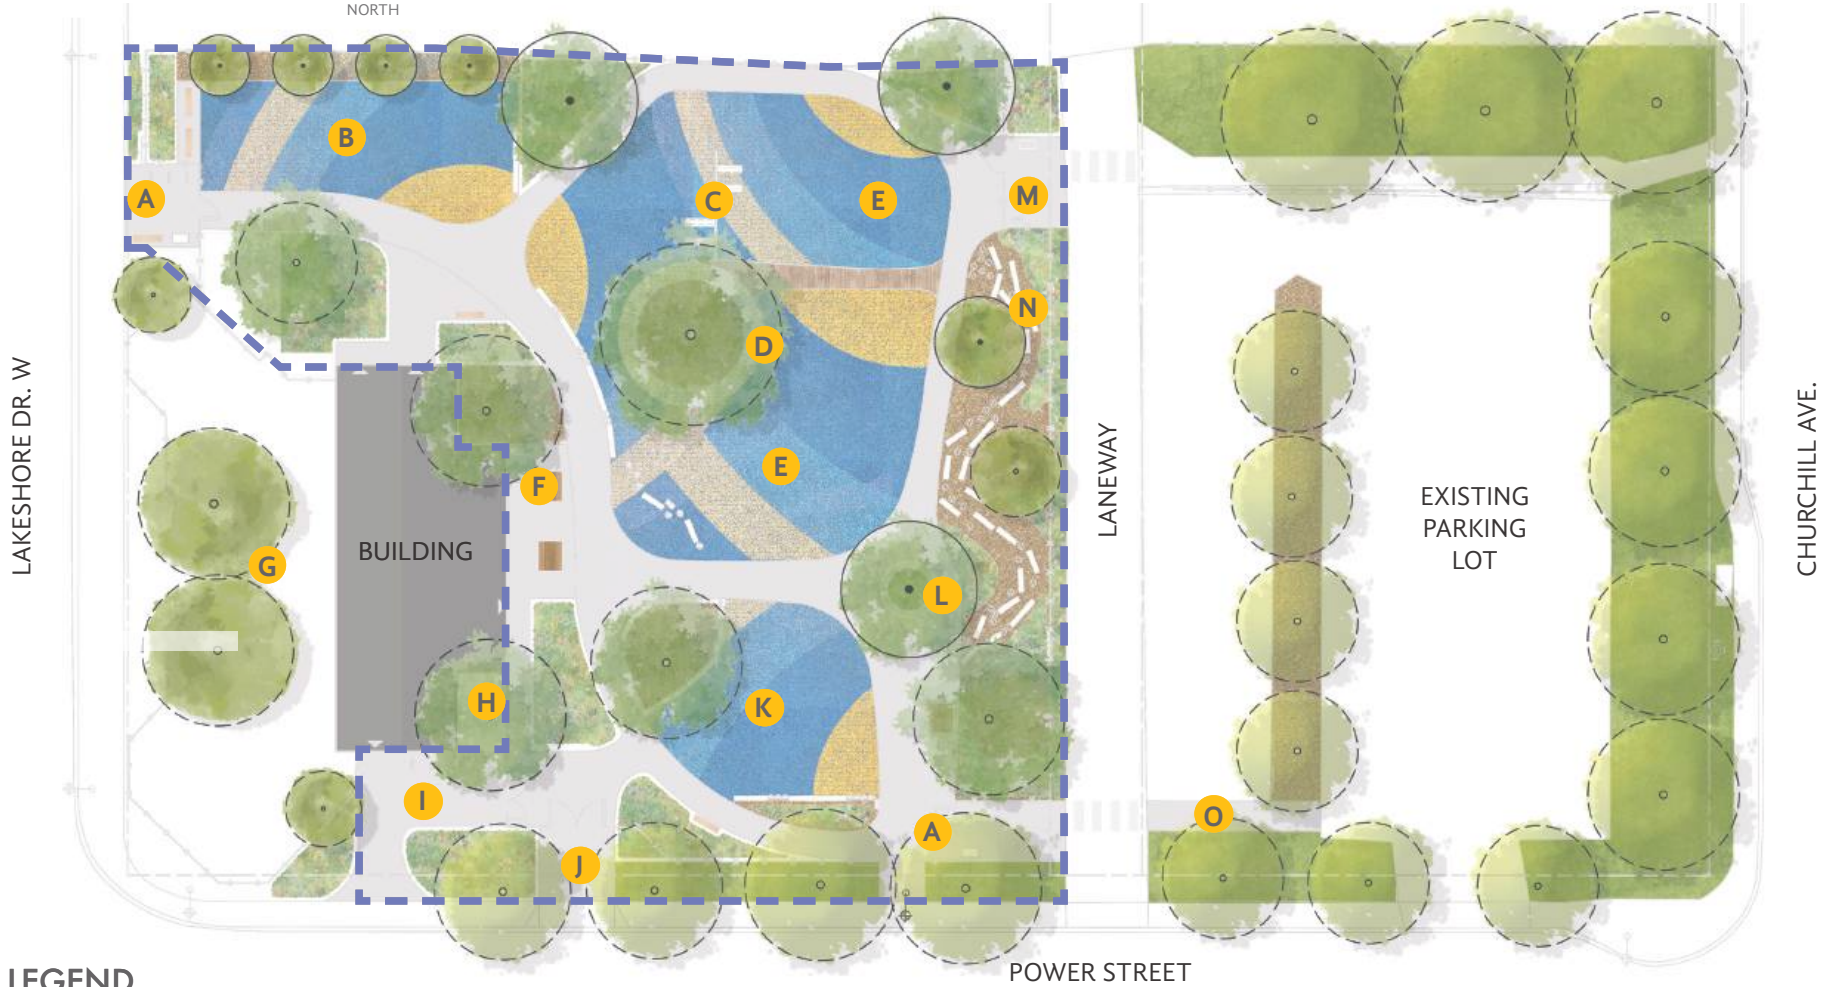 NORTH
B
A
C
E
M
N
D
E
F
G
H
I
J
K
L
A
O
BUILDING
LAKESHORE DR. W
LANEWAY
EXISTING
PARKING
LOT
CHURCHILL AVE.
POWER STREET
LEGEND